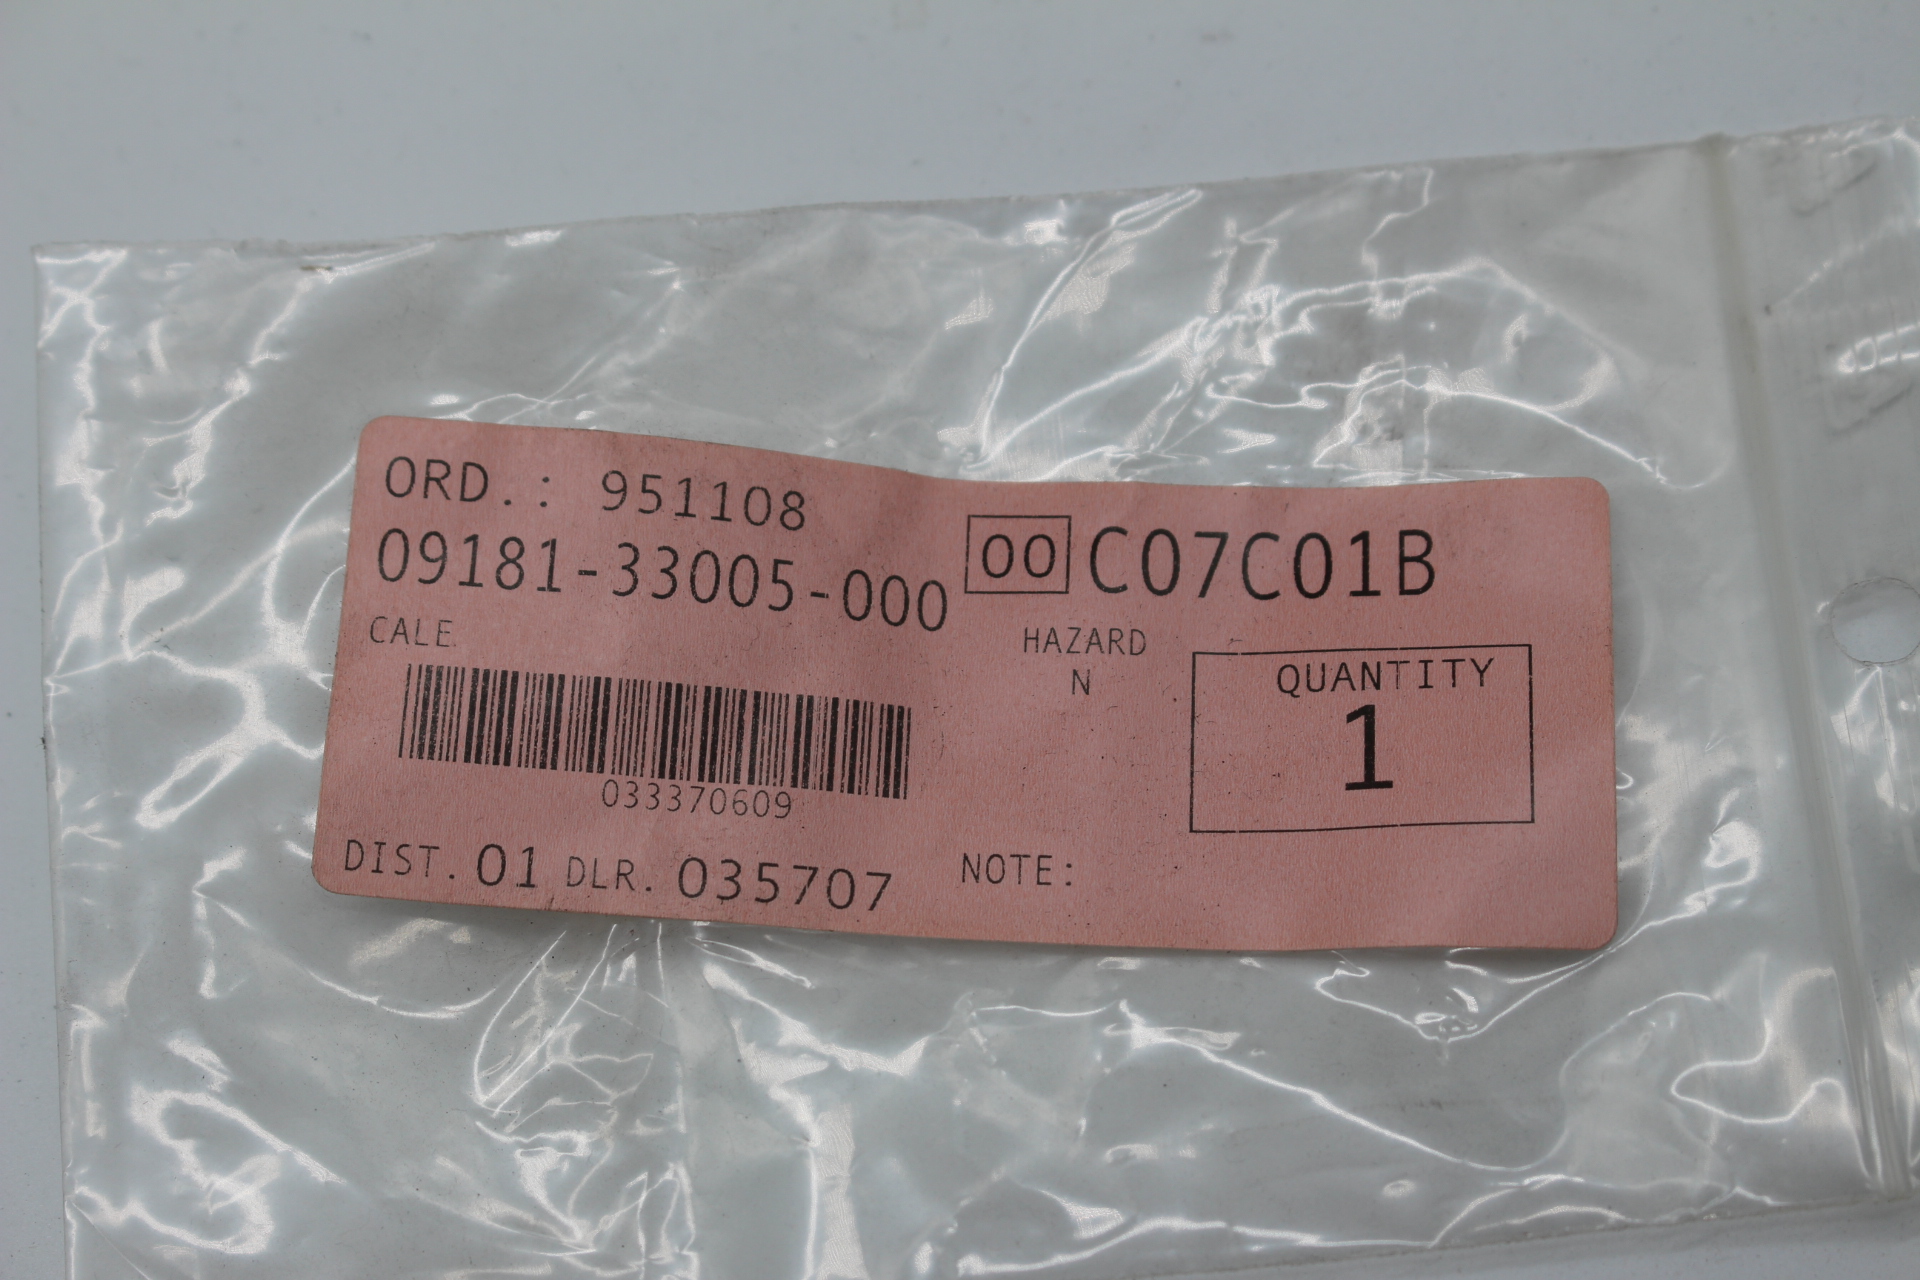 ORD.: 951108
09181-33005-000 00 C07C01B
CALE HAZARD
N
QUANTITY
1
033370609
DIST. 01 DLR. 035707 NOTE: